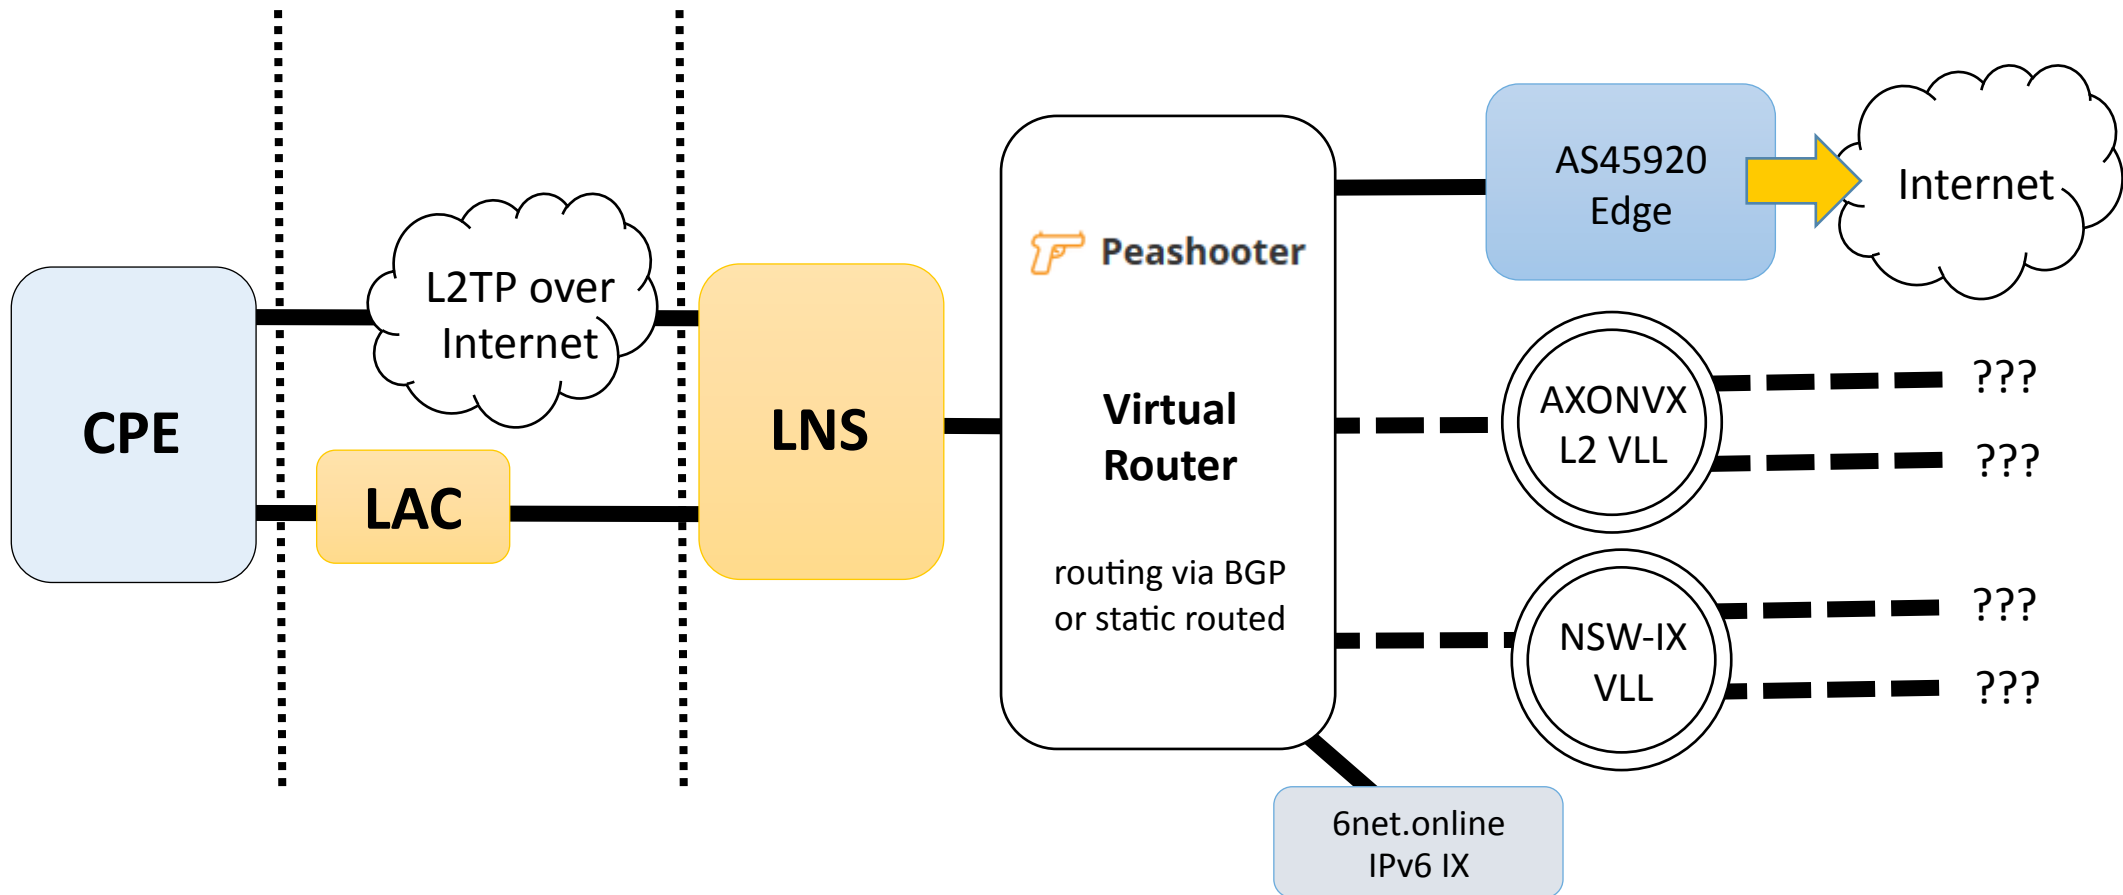 CPE
L2TP over
Internet
LAC
LNS
Peashooter
Virtual
Router
routing via BGP
or static routed
AS45920
Edge
Internet
AXONVX
L2 VLL
???
???
NSW-IX
VLL
???
???
6net.online
IPv6 IX